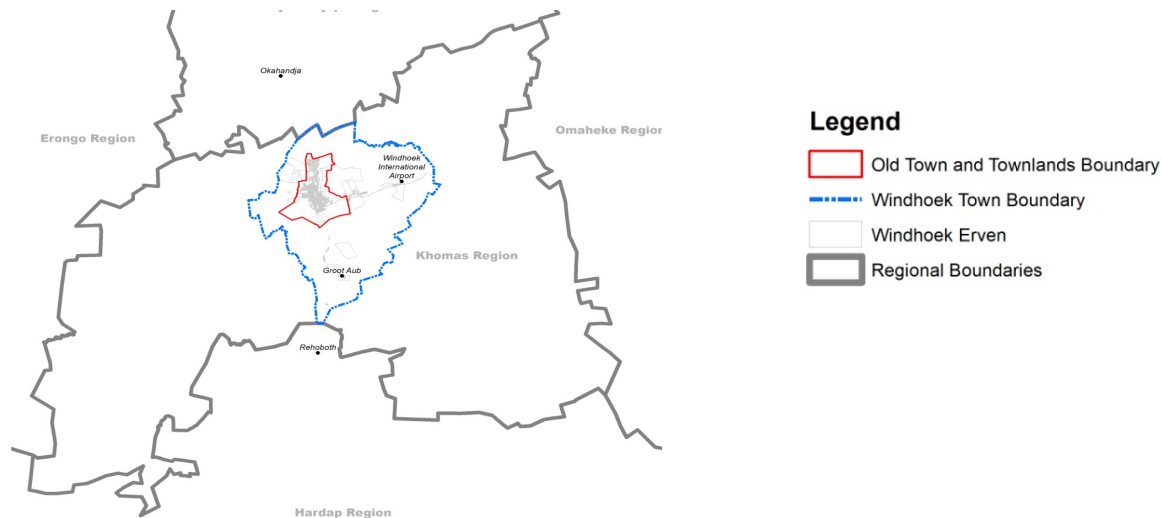 Okahandja
Erongo Region
Omaheke Region
Windhoek
International
Airport
Khomas Region
Groot Aub
Rehoboth
Hardap Region
Legend
Old Town and Townlands Boundary
Windhoek Town Boundary
Windhoek Erven
Regional Boundaries